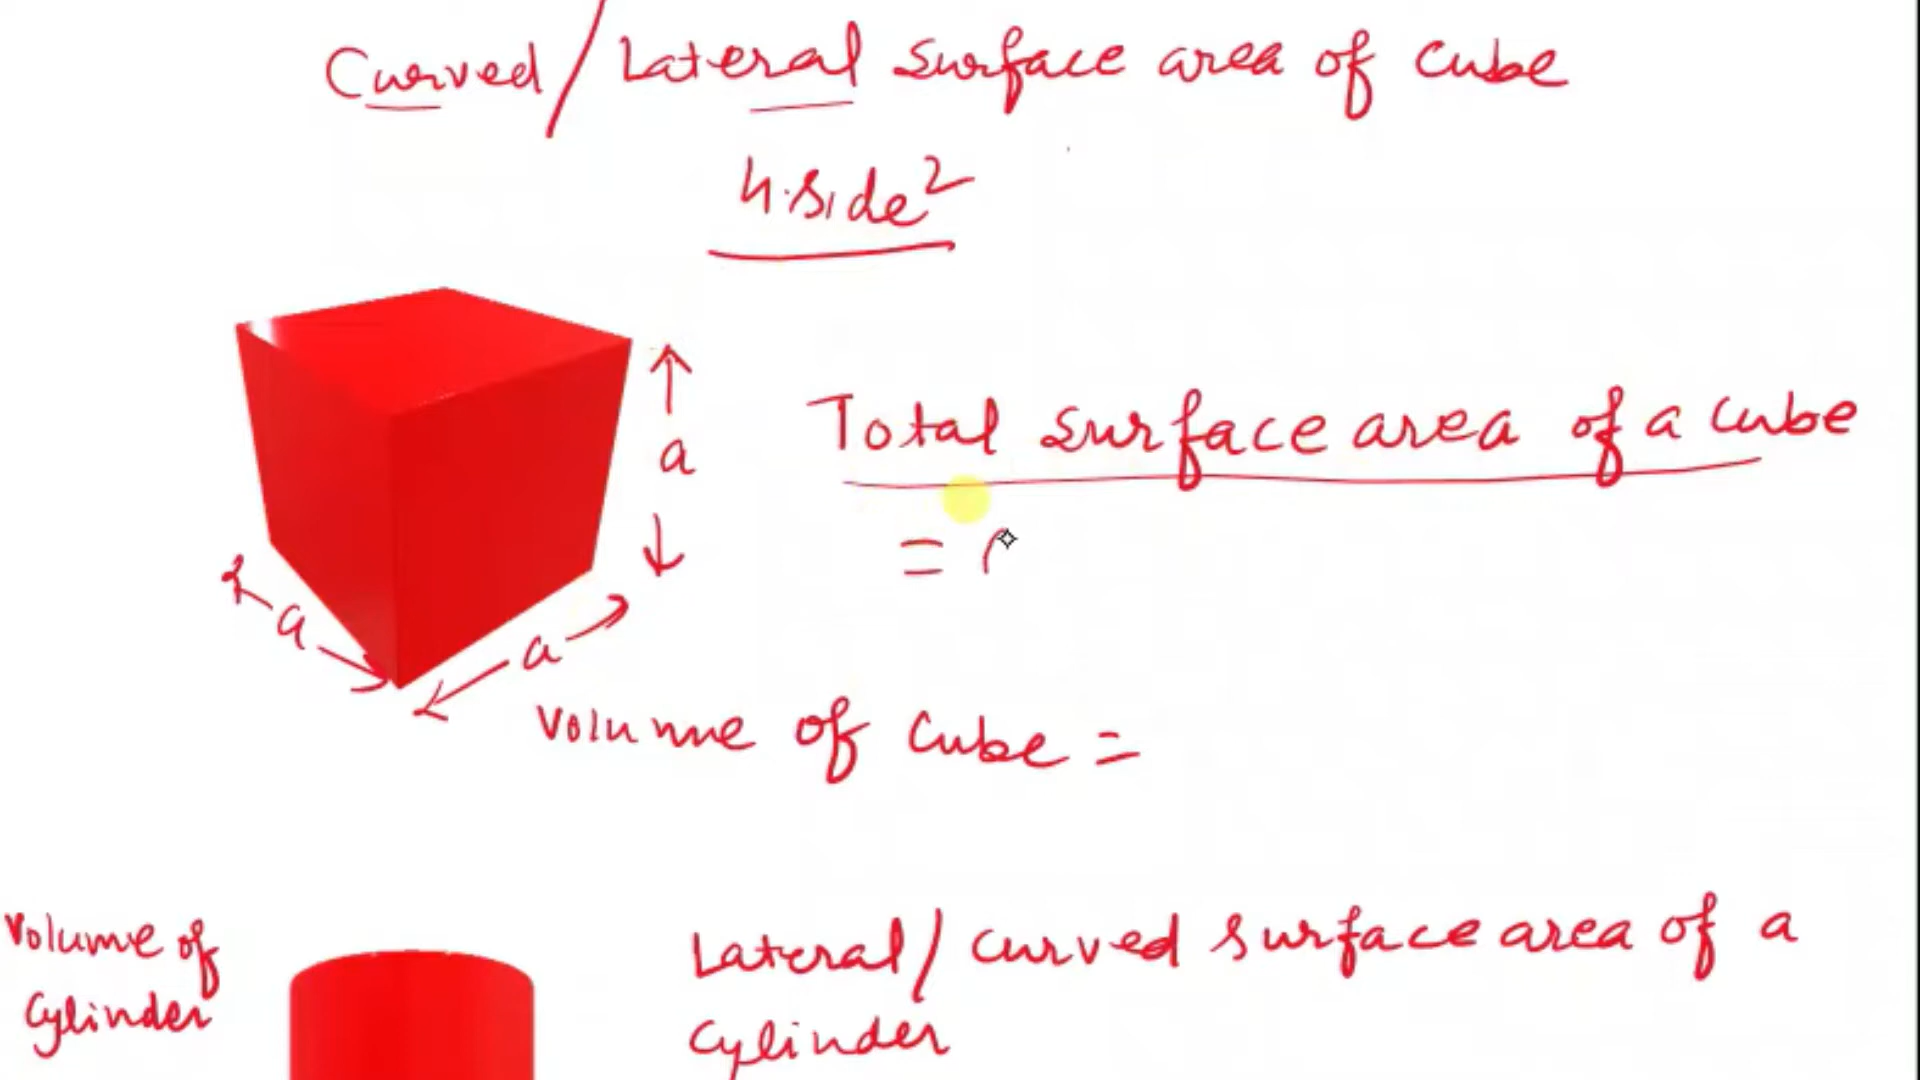 Curved/Lateral surface area of cube
4.side²
a
Total surface area of a cube
=
a
a
Volume of cube =
Volume of
cylinder
Lateral/curved surface area of a
cylinder